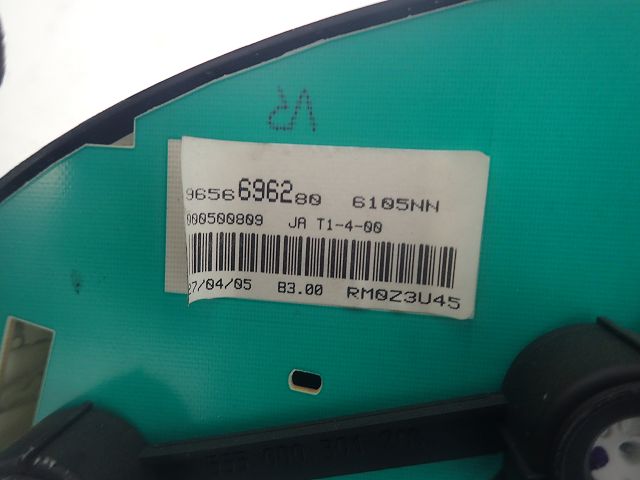 VR
9656696280 6105NN
000500809 JA T1-4-00
27/04/05 B3.00 RM0Z3U45